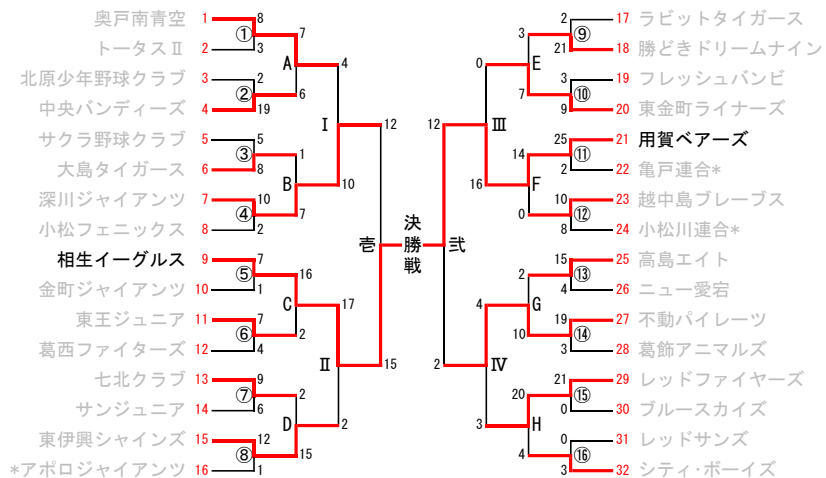 奥戸南青空 1 8 7 2 17 ラビットタイガース
① ⑨
トータスⅡ 2 3 A 4 0 3 E 21 18 勝どきドリームナイン
北原少年野球クラブ 3 2 3 19 フレッシュバンビ
② 6 7 ⑩
中央バンディーズ 4 19 9 20 東金町ライナーズ
Ⅰ 12 12 Ⅲ
サクラ野球クラブ 5 5 25 21 用賀ベアーズ
③ 1 14 ⑪
大島タイガース 6 8 B 10 16 F 2 22 亀戸連合*
深川ジャイアンツ 7 10 10 23 越中島ブレーブス
④ 7 0 ⑫
小松フェニックス 8 2 8 24 小松川連合*
壱 決勝戦 弐
相生イーグルス 9 7 15 25 高島エイト
⑤ 16 2 ⑬
金町ジャイアンツ 10 1 C 17 4 G 4 26 ニュー愛宕
東王ジュニア 11 7 19 27 不動パイレーツ
⑥ 2 10 ⑭
葛西ファイターズ 12 4 3 28 葛飾アニマルズ
Ⅱ 15 2 Ⅳ
七北クラブ 13 9 21 29 レッドファイヤーズ
⑦ 2 20 ⑮
サンジュニア 14 6 D 2 3 H 0 30 ブルースカイズ
東伊興シャインズ 15 12 0 31 レッドサンズ
⑧ 15 4 ⑯
*アポロジャイアンツ 16 1 3 32 シティ・ボーイズ